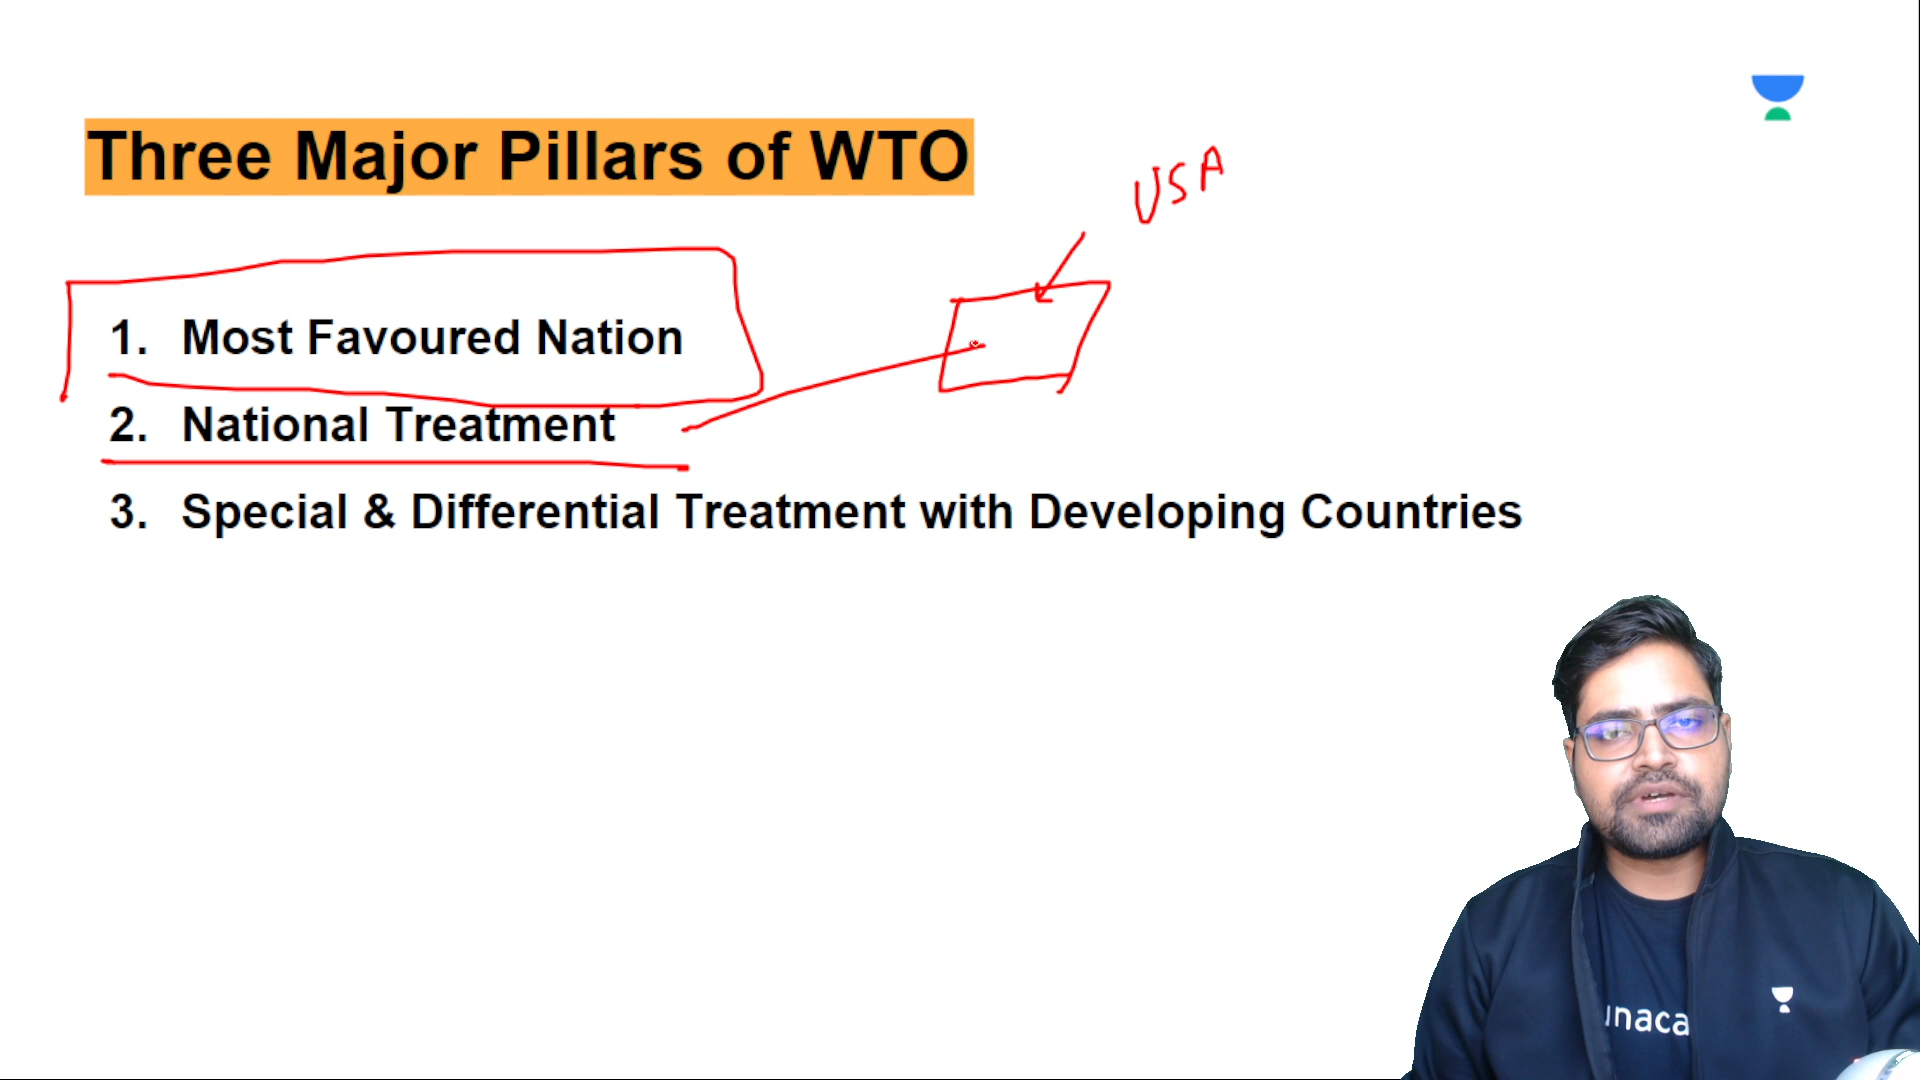 Three Major Pillars of WTO
USA
1. Most Favoured Nation
2. National Treatment
3. Special & Differential Treatment with Developing Countries
unaca